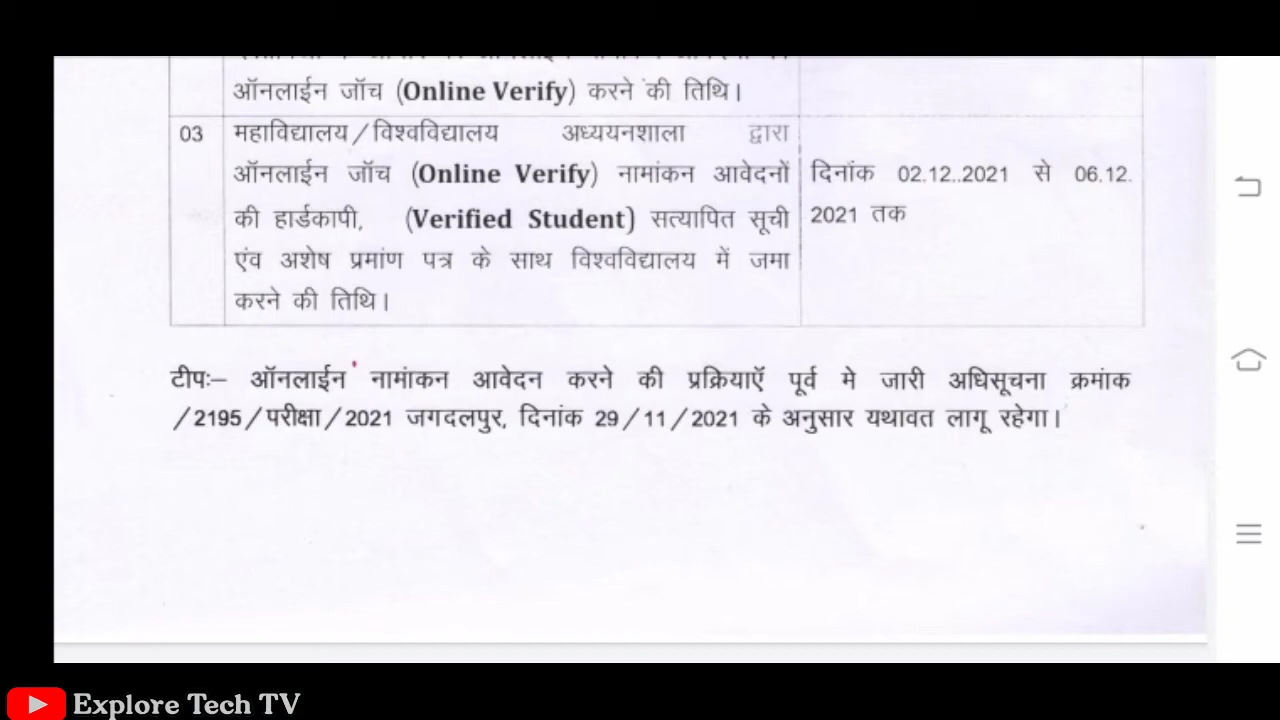 ऑनलाईन जॉच (Online Verify) करने की तिथि।
03 महाविद्यालय/विश्वविद्यालय अध्ययनशाला द्वारा
ऑनलाईन जॉच (Online Verify) नामांकन आवेदनों
की हार्डकापी, (Verified Student) सत्यापित सूची
एंव अशेष प्रमांण पत्र के साथ विश्वविद्यालय में जमा
करने की तिथि।
दिनांक 02.12..2021 से 06.12.
2021 तक
टीपः– ऑनलाईन नामांकन आवेदन करने की प्रक्रियाऍ पूर्व मे जारी अधिसूचना क्रमांक
/2195/परीक्षा/2021 जगदलपुर, दिनांक 29/11/2021 के अनुसार यथावत लागू रहेगा।
Explore Tech TV